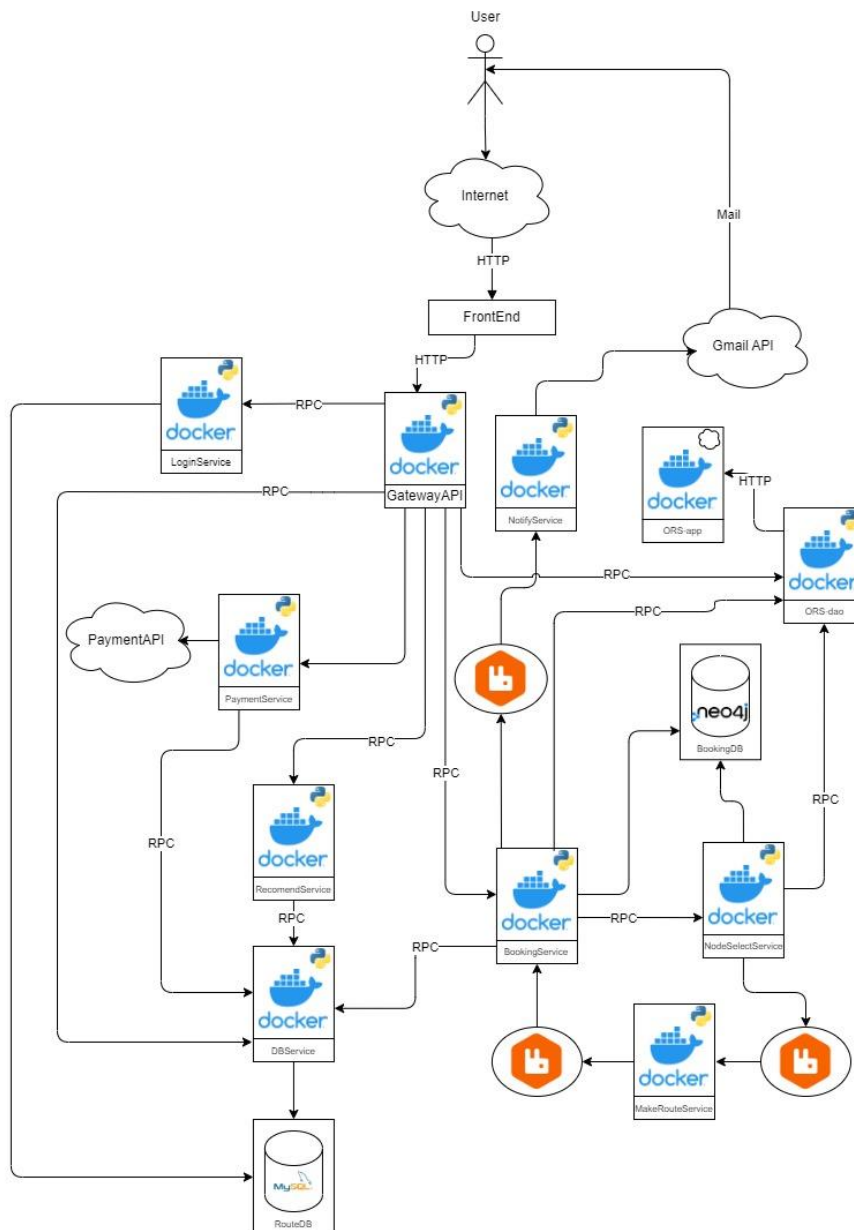 User
Internet
Mail
HTTP
FrontEnd
Gmail API
HTTP
RPC
docker
LoginService
docker
GatewayAPI
docker
NotifyService
docker
ORS-app
HTTP
docker
ORS-dao
RPC
RPC
RPC
PaymentAPI
docker
PaymentService
neo4j
BookingDB
RPC
RPC
RPC
RPC
docker
RecomendService
docker
BookingService
docker
NodeSelectService
RPC
RPC
RPC
docker
DBService
docker
MakeRouteService
MySQL
RouteDB